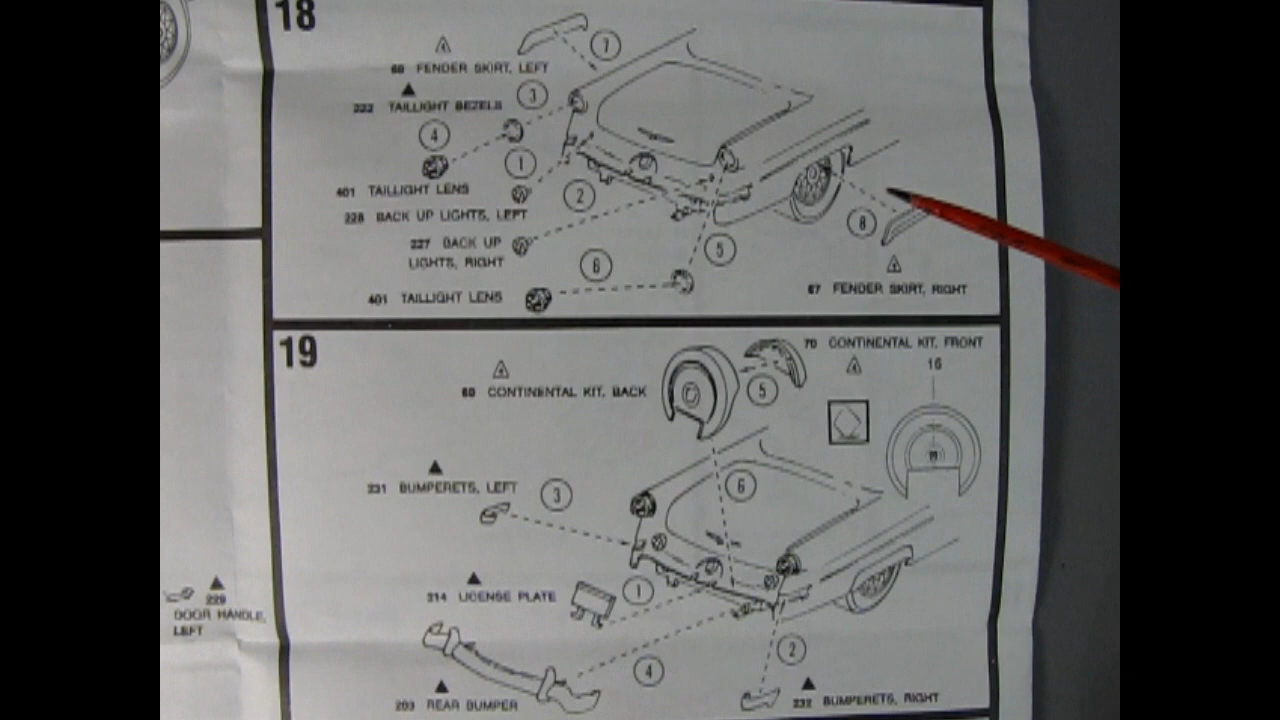 18
7
68 FENDER SKIRT, LEFT
3
222 TAILLIGHT BEZELS
4
1
401 TAILLIGHT LENS
2
228 BACK UP LIGHTS, LEFT
227 BACK UP
LIGHTS, RIGHT
8
5
6
401 TAILLIGHT LENS
67 FENDER SKIRT, RIGHT
19
70 CONTINENTAL KIT, FRONT
16
69 CONTINENTAL KIT, BACK
5
6
231 BUMPERETS, LEFT
3
214 LICENSE PLATE
1
229
DOOR HANDLE,
LEFT
4
2
203 REAR BUMPER
232 BUMPERETS, RIGHT